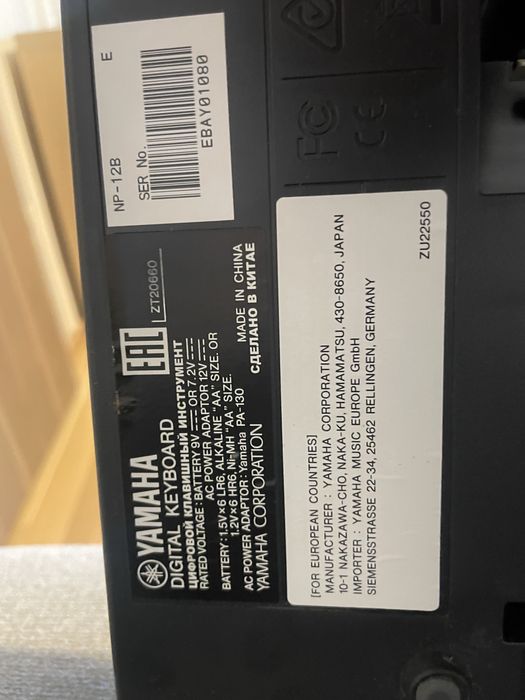 YAMAHA
DIGITAL KEYBOARD
ЦИФРОВОЙ КЛАВИШНЫЙ ИНСТРУМЕНТ
RATED VOLTAGE : BATTERY 9V OR 7.2V
AC POWER ADAPTOR 12V
BATTERY : 1.5V×6 LR6, ALKALINE "AA" SIZE. OR
1.2V×6 HR6, Ni-MH "AA" SIZE.
AC POWER ADAPTOR : Yamaha PA-130
YAMAHA CORPORATION
MADE IN CHINA
СДЕЛАНО В КИТАЕ
EAC
ZT20660
NP-12B
E
SER No.
EBAY01080
FC
CE
[FOR EUROPEAN COUNTRIES]
MANUFACTURER : YAMAHA CORPORATION
10-1 NAKAZAWA-CHO, NAKA-KU, HAMAMATSU, 430-8650, JAPAN
IMPORTER : YAMAHA MUSIC EUROPE GmbH
SIEMENSSTRASSE 22-34, 25462 RELLINGEN, GERMANY
ZU22550